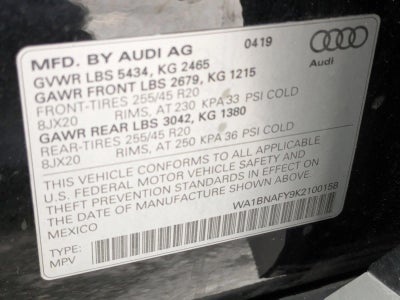 MFD. BY AUDI AG 0419
GVWR LBS 5434, KG 2465
GAWR FRONT LBS 2679, KG 1215
FRONT-TIRES 255/45 R20
8JX20 RIMS, AT 230 KPA 33 PSI COLD
GAWR REAR LBS 3042, KG 1380
REAR-TIRES 255/45 R20
8JX20 RIMS, AT 250 KPA 36 PSI COLD
THIS VEHICLE CONFORMS TO ALL APPLICABLE
U.S. FEDERAL MOTOR VEHICLE SAFETY AND
THEFT PREVENTION STANDARDS IN EFFECT ON
THE DATE OF MANUFACTURE SHOWN ABOVE.
MEXICO WA1BNAFY9K2100158
TYPE:
MPV
Audi